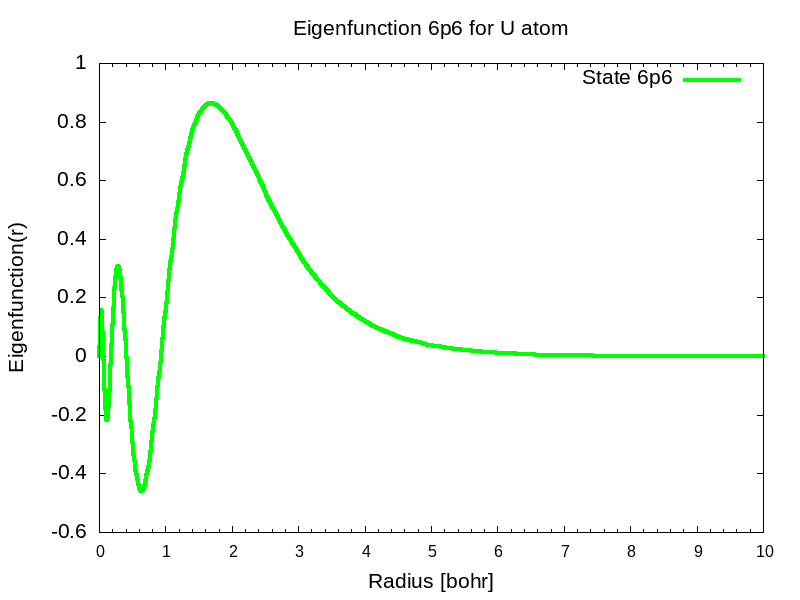 Eigenfunction 6p6 for U atom
State 6p6
Eigenfunction(r)
1
0.8
0.6
0.4
0.2
0
-0.2
-0.4
-0.6
0 1 2 3 4 5 6 7 8 9 10
Radius [bohr]